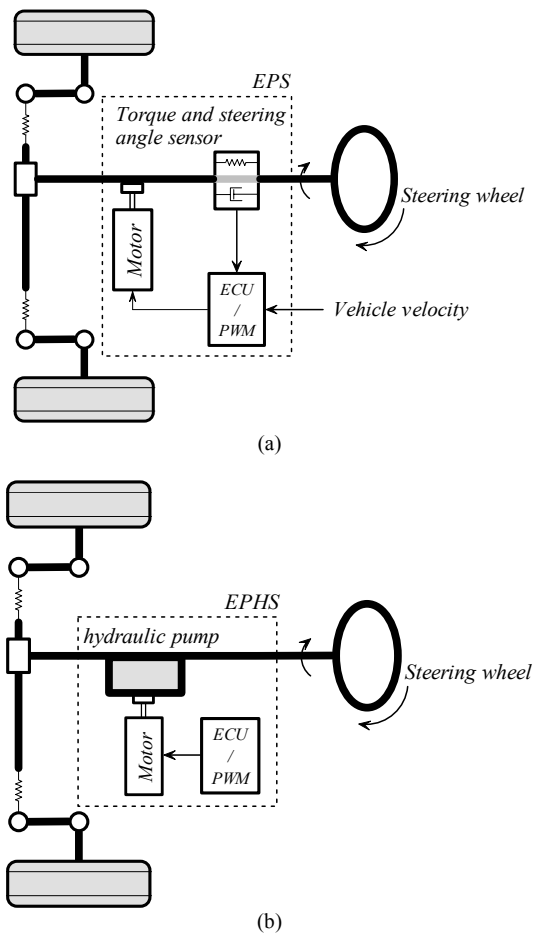 EPS
Torque and steering
angle sensor
Steering wheel
Motor
ECU
/
PWM
Vehicle velocity
(a)
EPHS
hydraulic pump
Steering wheel
Motor
ECU
/
PWM
(b)